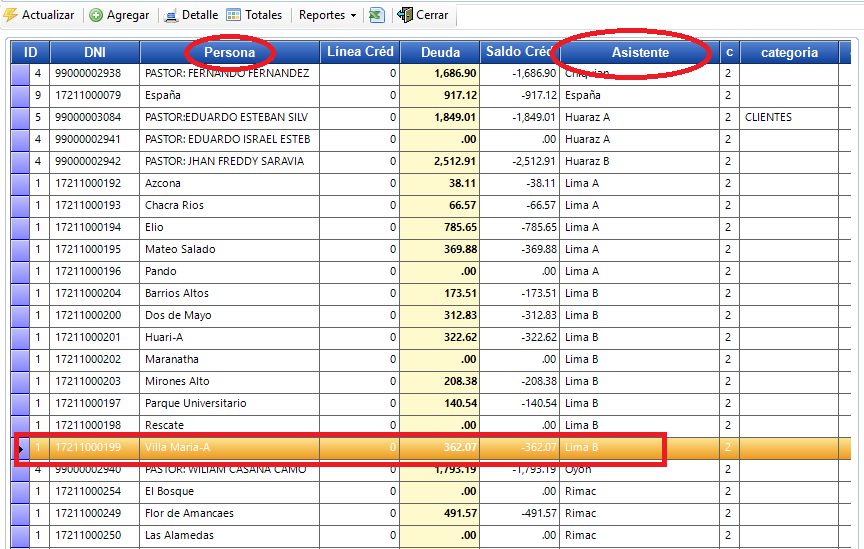 Actualizar Agregar Detalle Totales Reportes Cerrar
ID DNI Persona Línea Créd Deuda Saldo Créd Asistente c categoria
4 99000002938 PASTOR: FERNANDO FERNANDEZ 0 1,686.90 -1,686.90 Chiquian 2
9 17211000079 España 0 917.12 -917.12 España 2
5 99000003084 PASTOR:EDUARDO ESTEBAN SILV 0 1,849.01 -1,849.01 Huaraz A 2 CLIENTES
4 99000002941 PASTOR: EDUARDO ISRAEL ESTEB 0 .00 .00 Huaraz A 2
4 99000002942 PASTOR: JHAN FREDDY SARAVIA 0 2,512.91 -2,512.91 Huaraz B 2
1 17211000192 Azcona 0 38.11 -38.11 Lima A 2
1 17211000193 Chacra Rios 0 66.57 -66.57 Lima A 2
1 17211000194 Elio 0 785.65 -785.65 Lima A 2
1 17211000195 Mateo Salado 0 369.88 -369.88 Lima A 2
1 17211000196 Pando 0 .00 .00 Lima A 2
1 17211000204 Barrios Altos 0 173.51 -173.51 Lima B 2
1 17211000200 Dos de Mayo 0 312.83 -312.83 Lima B 2
1 17211000201 Huari-A 0 322.62 -322.62 Lima B 2
1 17211000202 Maranatha 0 .00 .00 Lima B 2
1 17211000203 Mirones Alto 0 208.38 -208.38 Lima B 2
1 17211000197 Parque Universitario 0 140.54 -140.54 Lima B 2
1 17211000198 Rescate 0 .00 .00 Lima B 2
1 17211000199 Villa Maria-A 0 362.07 -362.07 Lima B 2
4 99000002940 PASTOR: WILIAM CASANA CAMO 0 1,793.19 -1,793.19 Oyon 2
1 17211000254 El Bosque 0 .00 .00 Rimac 2
1 17211000249 Flor de Amancaes 0 491.57 -491.57 Rimac 2
1 17211000250 Las Alamedas 0 .00 .00 Rimac 2